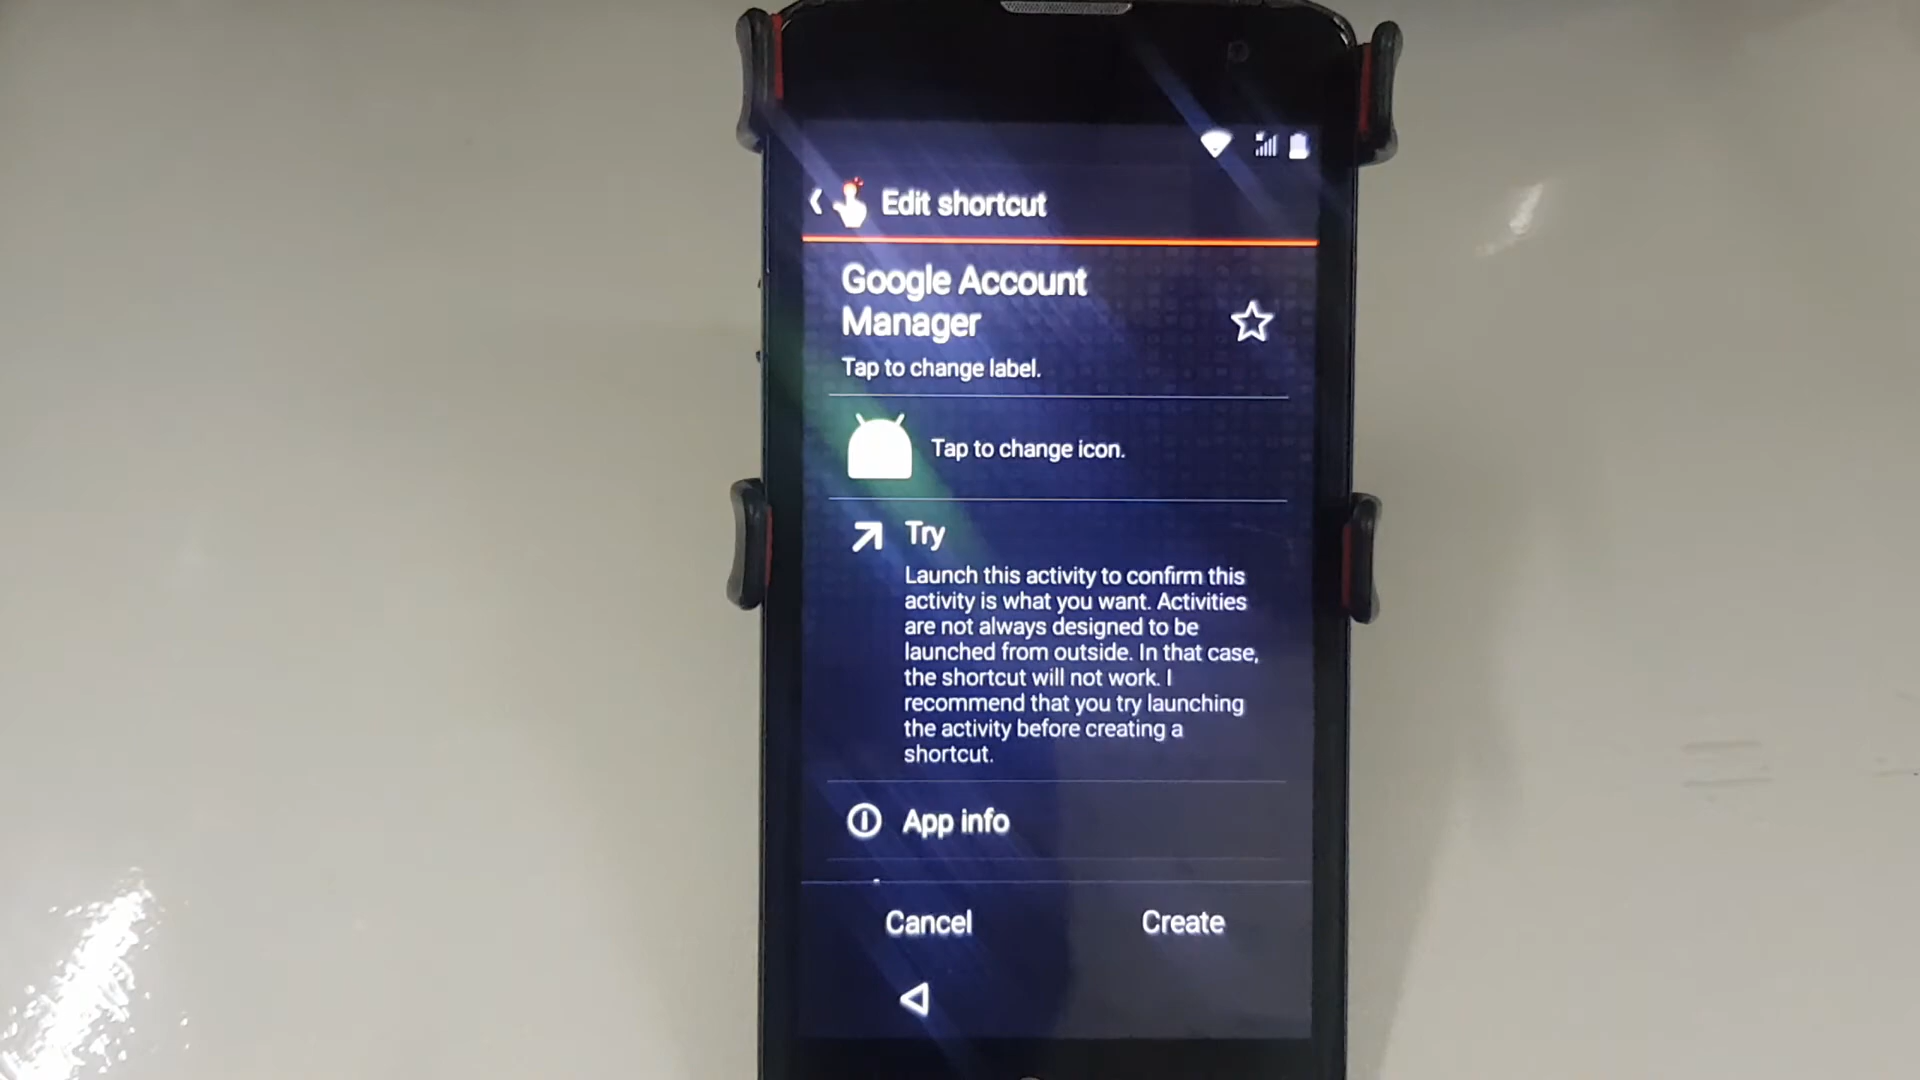 Edit shortcut
Google Account
Manager
Tap to change label.
Tap to change icon.
Try
Launch this activity to confirm this
activity is what you want. Activities
are not always designed to be
launched from outside. In that case,
the shortcut will not work. I
recommend that you try launching
the activity before creating a
shortcut.
App info
Cancel
Create